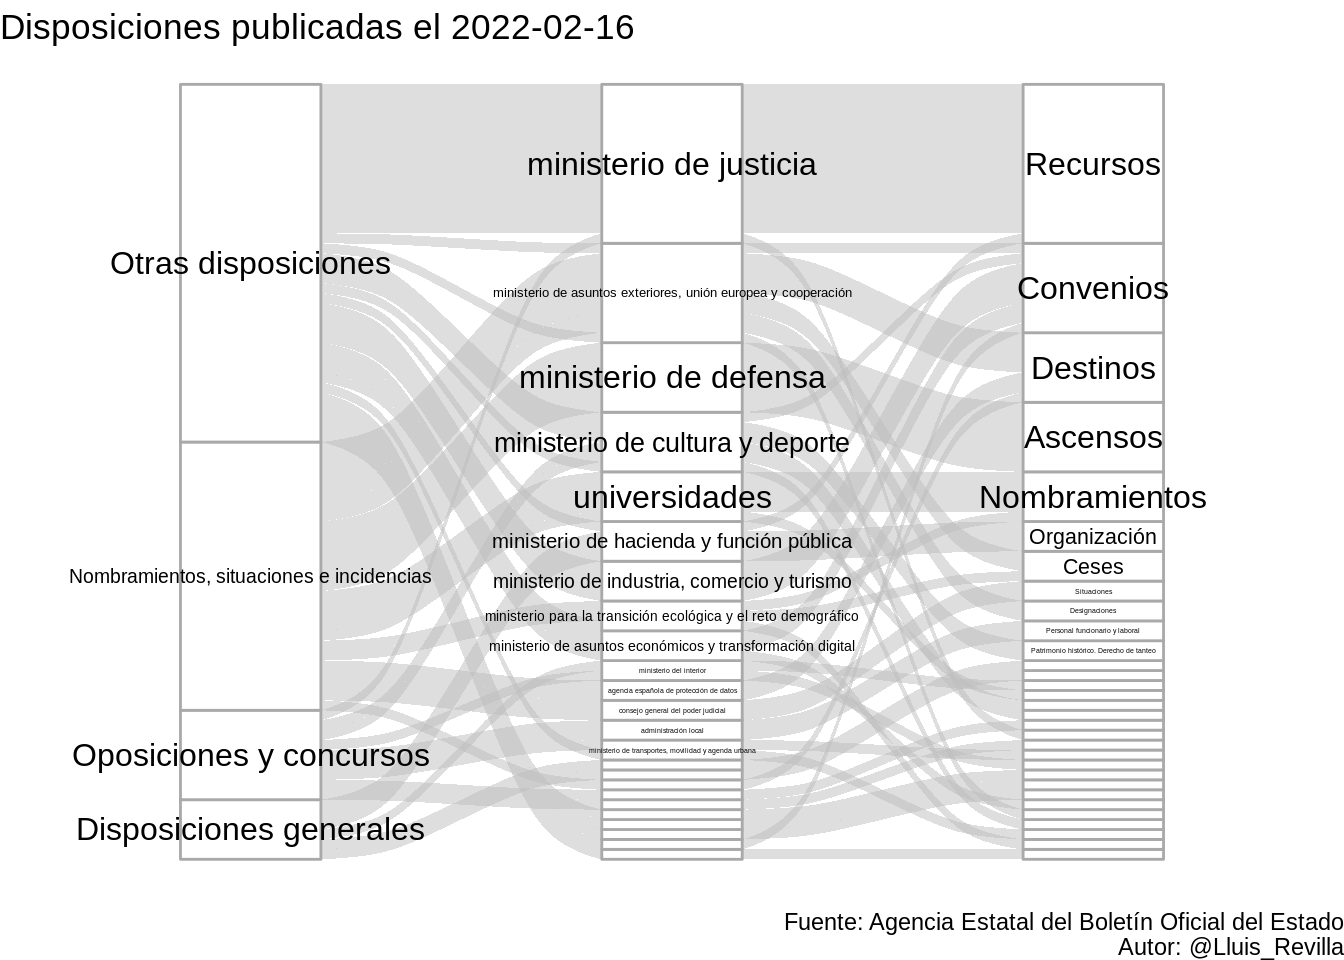 Disposiciones publicadas el 2022-02-16
Otras disposiciones
Nombramientos, situaciones e incidencias
Oposiciones y concursos
Disposiciones generales
ministerio de justicia
ministerio de asuntos exteriores, unión europea y cooperación
ministerio de defensa
ministerio de cultura y deporte
universidades
ministerio de hacienda y función pública
ministerio de industria, comercio y turismo
ministerio para la transición ecológica y el reto demográfico
ministerio de asuntos económicos y transformación digital
ministerio del interior
agencia española de protección de datos
consejo general del poder judicial
administración local
ministerio de transportes, movilidad y agenda urbana
Recursos
Convenios
Destinos
Ascensos
Nombramientos
Organización
Ceses
Situaciones
Designaciones
Personal funcionario y laboral
Patrimonio histórico. Derecho de tanteo
Fuente: Agencia Estatal del Boletín Oficial del Estado
Autor: @Lluis_Revilla